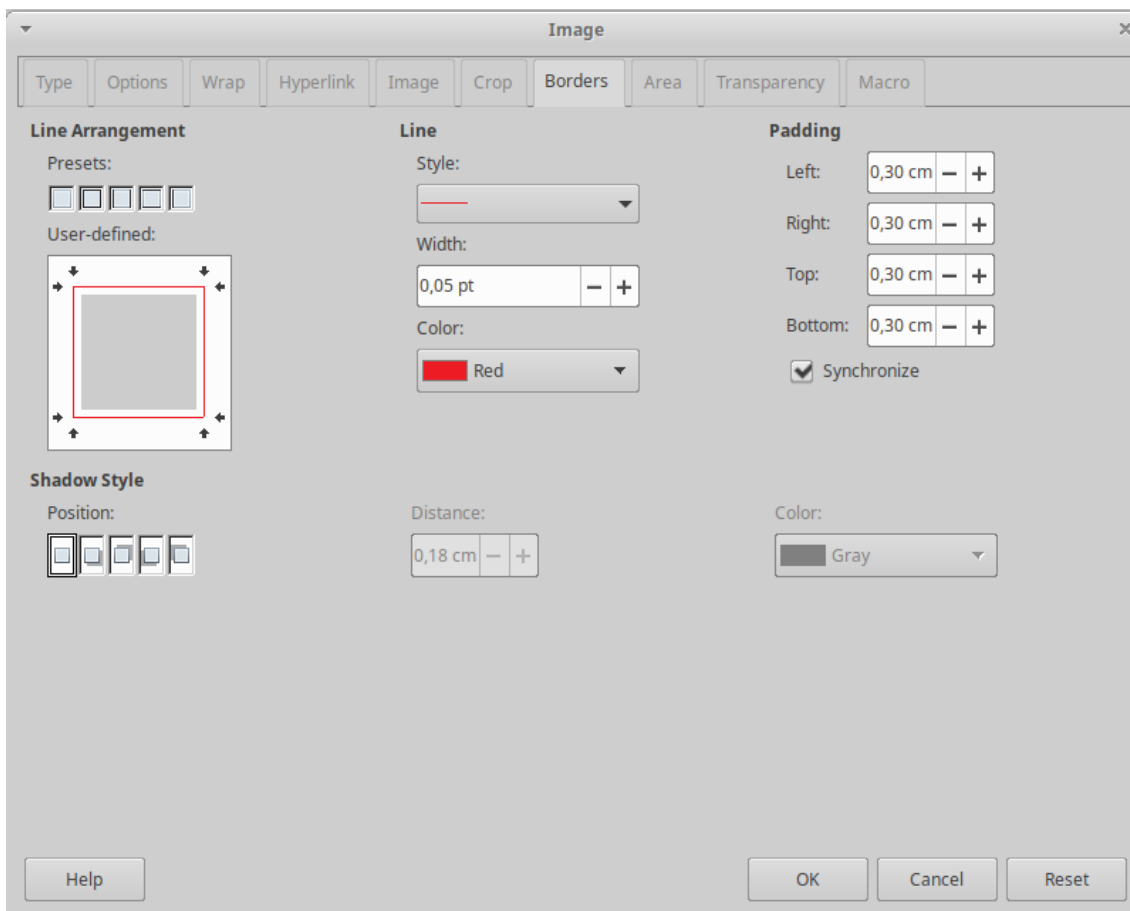 Image
Type Options Wrap Hyperlink Image Crop Borders Area Transparency Macro
Line Arrangement
Presets:
User-defined:
Line
Style:
Width:
0,05 pt
Color:
Red
Padding
Left: 0,30 cm
Right: 0,30 cm
Top: 0,30 cm
Bottom: 0,30 cm
Synchronize
Shadow Style
Position:
Distance:
0,18 cm
Color:
Gray
Help OK Cancel Reset